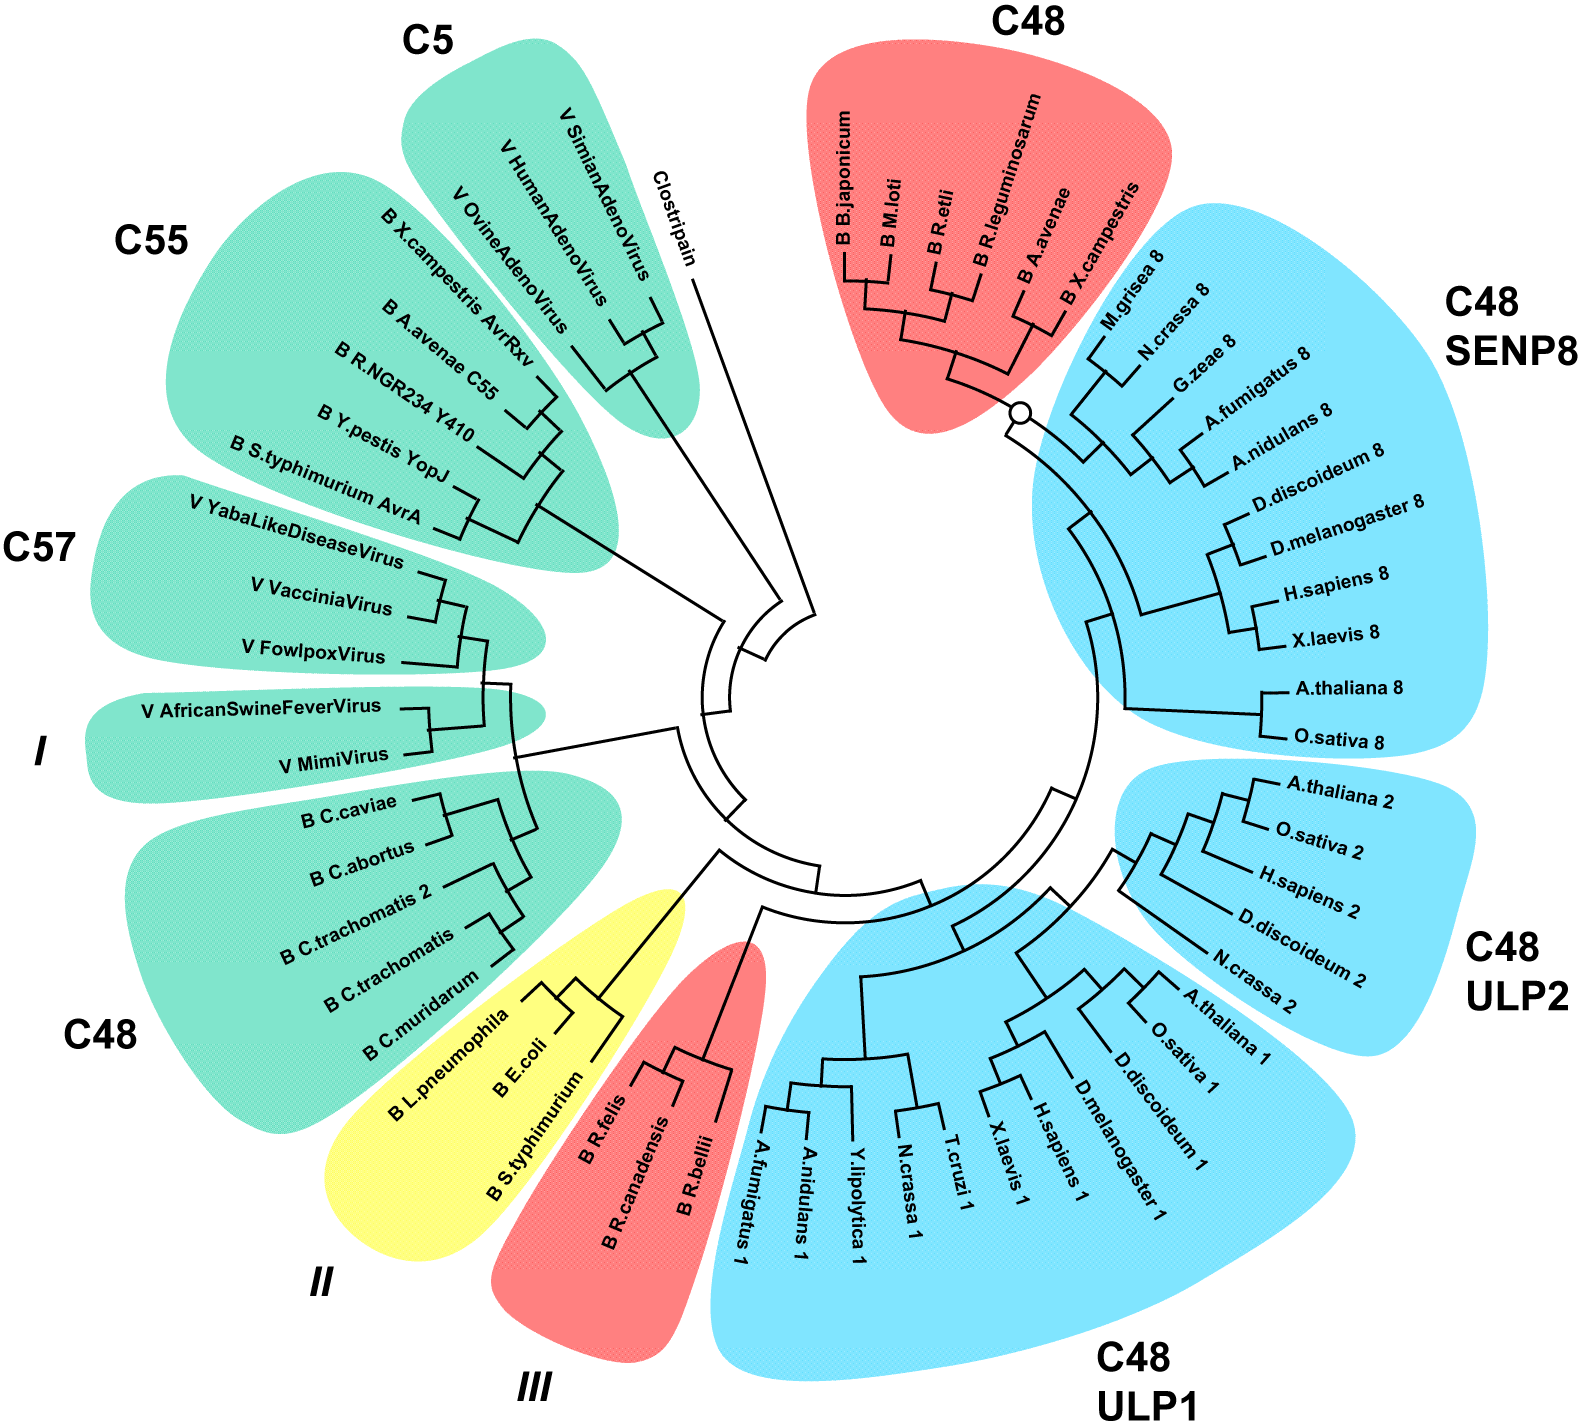 C48
B B.japonicum
B M.loti
B R.etli
B R.leguminosarum
B A.avenae
B X.campestris
C48
SENP8
M.grisea 8
N.crassa 8
G.zeae 8
A.fumigatus 8
A.nidulans 8
D.discoideum 8
D.melanogaster 8
H.sapiens 8
X.laevis 8
A.thaliana 8
O.sativa 8
C48
ULP2
A.thaliana 2
O.sativa 2
H.sapiens 2
D.discoideum 2
N.crassa 2
C48
ULP1
A.thaliana 1
O.sativa 1
D.discoideum 1
D.melanogaster 1
H.sapiens 1
X.laevis 1
T.cruzi 1
N.crassa 1
Y.lipolytica 1
A.nidulans 1
A.fumigatus 1
III
B R.bellii
B R.canadensis
B R.felis
II
B S.typhimurium
B E.coli
B L.pneumophila
C48
B C.muridarum
B C.trachomatis
B C.trachomatis 2
B C.abortus
B C.caviae
I
V MimiVirus
V AfricanSwineFeverVirus
C57
V FowlpoxVirus
V VacciniaVirus
V YabaLikeDiseaseVirus
C55
B S.typhimurium AvrA
B Y.pestis YopJ
B R.NGR234 Y410
B A.avenae C55
B X.campestris AvrRxv
C5
V OvineAdenoVirus
V HumanAdenoVirus
V SimianAdenoVirus
Clostripain